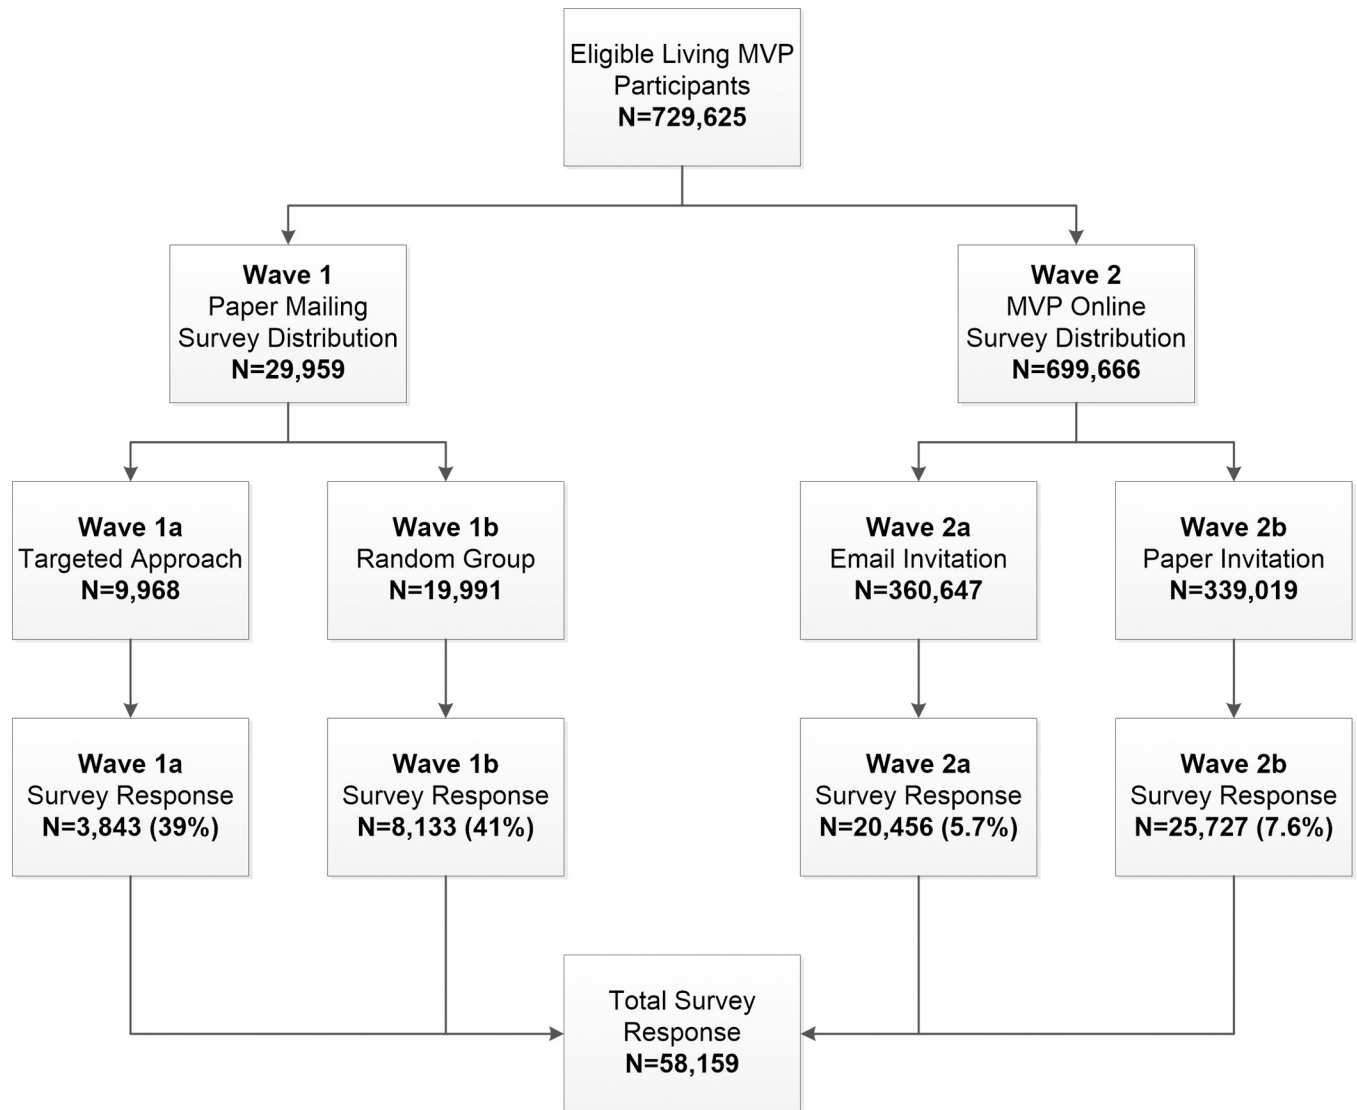 Eligible Living MVP
Participants
N=729,625
Wave 1
Paper Mailing
Survey Distribution
N=29,959
Wave 2
MVP Online
Survey Distribution
N=699,666
Wave 1a
Targeted Approach
N=9,968
Wave 1b
Random Group
N=19,991
Wave 2a
Email Invitation
N=360,647
Wave 2b
Paper Invitation
N=339,019
Wave 1a
Survey Response
N=3,843 (39%)
Wave 1b
Survey Response
N=8,133 (41%)
Wave 2a
Survey Response
N=20,456 (5.7%)
Wave 2b
Survey Response
N=25,727 (7.6%)
Total Survey
Response
N=58,159